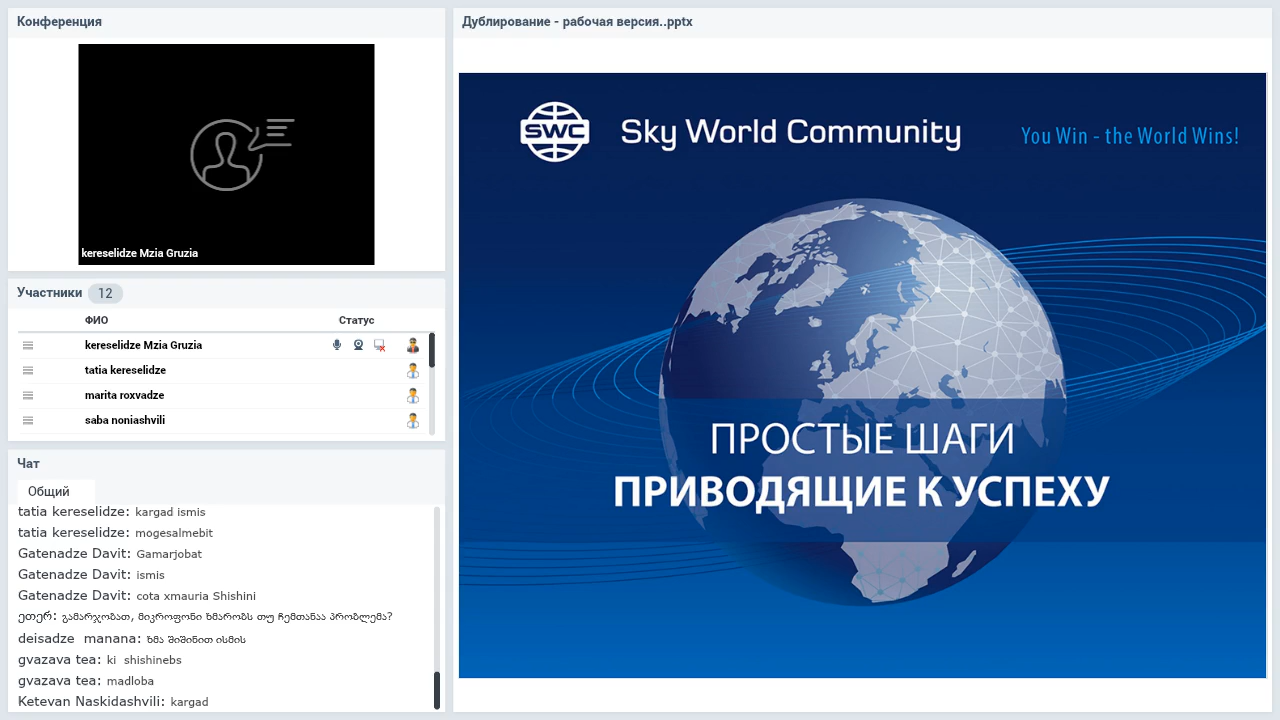 Конференция
kereselidze Mzia Gruzia
Участники 12
ФИО Статус
kereselidze Mzia Gruzia
tatia kereselidze
marita roxvadze
saba noniashvili
Чат
Общий
tatia kereselidze: kargad ismis
tatia kereselidze: mogesalmebit
Gatenadze Davit: Gamarjobat
Gatenadze Davit: ismis
Gatenadze Davit: cota xmauria Shishini
ეთერ: გამარჯობათ, მიკროფონი ხმარობს თუ ჩემთანაა პრობლემა?
deisadze manana: ხმა შიშინით ისმის
gvazava tea: ki shishinebs
gvazava tea: madloba
Ketevan Naskidashvili: kargad
Дублирование - рабочая версия..pptx
SWC Sky World Community
You Win - the World Wins!
ПРОСТЫЕ ШАГИ
ПРИВОДЯЩИЕ К УСПЕХУ